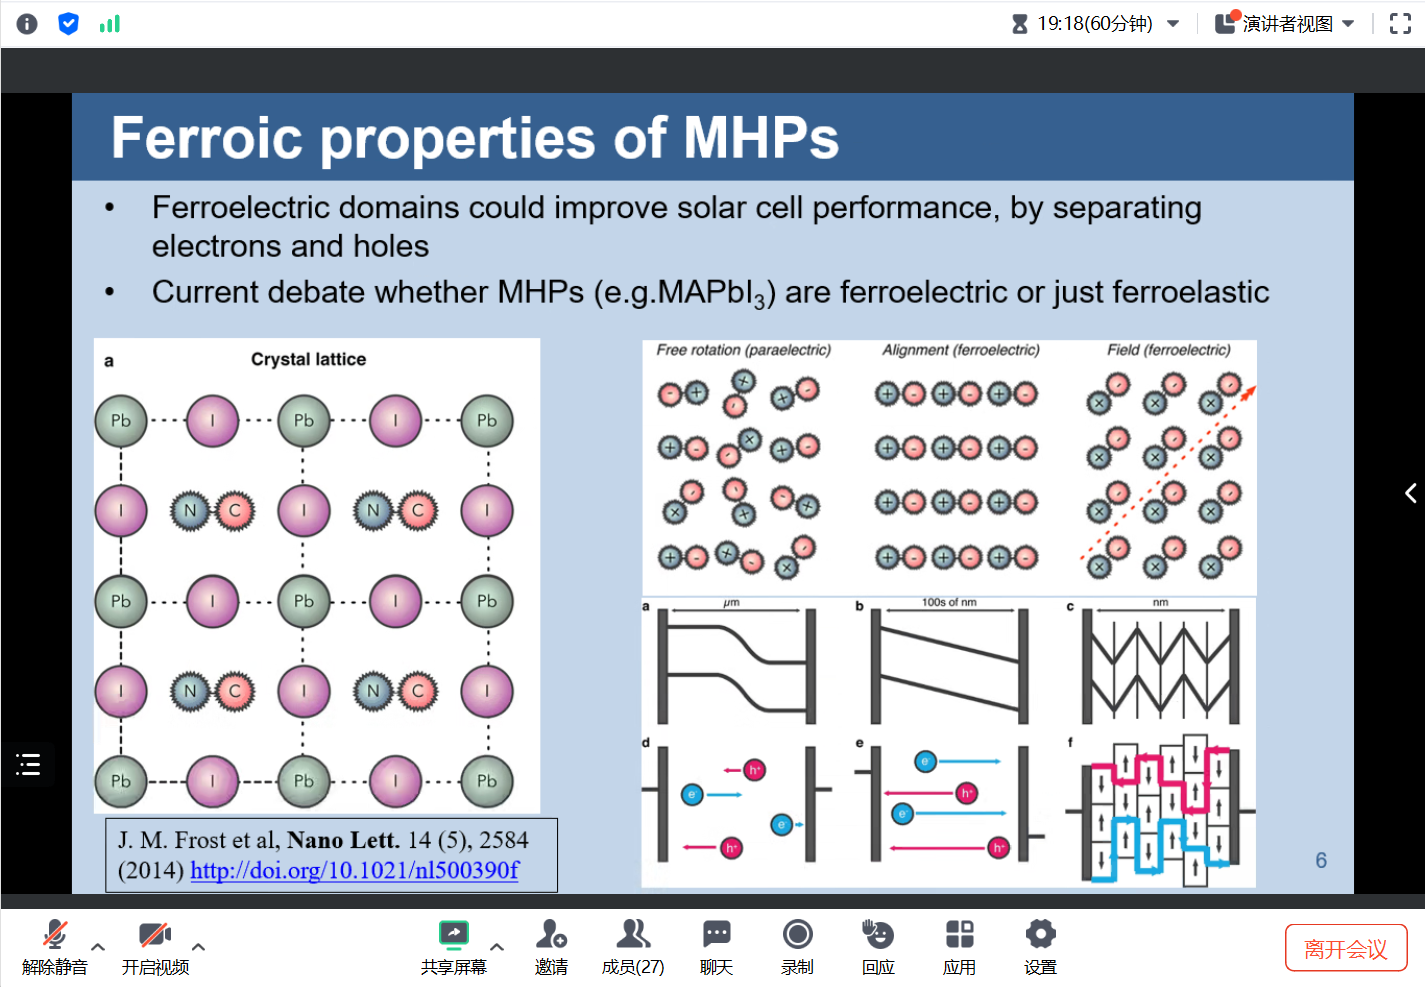 19:18(60分钟)
演讲者视图
Ferroic properties of MHPs
• Ferroelectric domains could improve solar cell performance, by separating
electrons and holes
• Current debate whether MHPs (e.g.MAPbI₃) are ferroelectric or just ferroelastic
a Crystal lattice
Pb I Pb I Pb
I N C I N C I
Pb I Pb I Pb
I N C I N C I
Pb I Pb I Pb
J. M. Frost et al, Nano Lett. 14 (5), 2584
(2014) http://doi.org/10.1021/nl500390f
Free rotation (paraelectric) Alignment (ferroelectric) Field (ferroelectric)
a µm b 100s of nm c nm
d e f
h⁺
e⁻
e⁻
h⁺
e⁻
h⁺
e⁻
h⁺
6
解除静音 开启视频 共享屏幕 邀请 成员(27) 聊天 录制 回应 应用 设置 离开会议